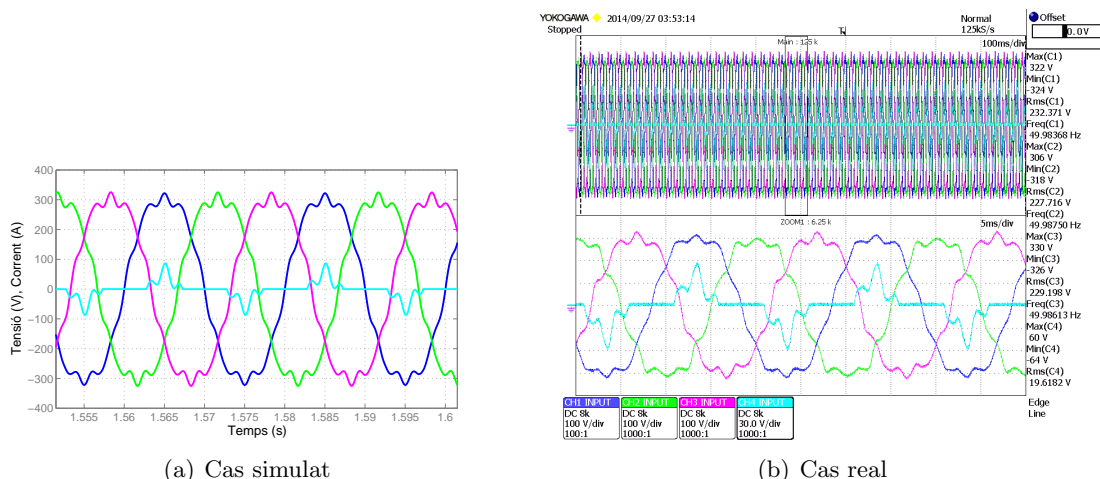 YOKOGAWA 2014/09/27 03:53:14
Stopped
Normal
125kS/s
100ms/div
Main : 125 k
Offset
0.0 V
Max(C1)
322 V
Min(C1)
-324 V
Rms(C1)
232.371 V
Freq(C1)
49.98368 Hz
Max(C2)
306 V
Min(C2)
-318 V
Rms(C2)
227.716 V
Freq(C2)
49.98750 Hz
Max(C3)
330 V
Min(C3)
-326 V
Rms(C3)
229.198 V
Freq(C3)
49.98613 Hz
Max(C4)
60 V
Min(C4)
-64 V
Rms(C4)
19.6182 V
Edge
Line
ZOOM1 : 6.25 k
5ms/div
CH1 INPUT
DC 8k
100 V/div
100:1
CH2 INPUT
DC 8k
100 V/div
1000:1
CH3 INPUT
DC 8k
100 V/div
1000:1
CH4 INPUT
DC 8k
30.0 V/div
1000:1
Tensió (V), Corrent (A)
400
300
200
100
0
−100
−200
−300
−400
1.555 1.56 1.565 1.57 1.575 1.58 1.585 1.59 1.595 1.6
Temps (s)
(a) Cas simulat
(b) Cas real